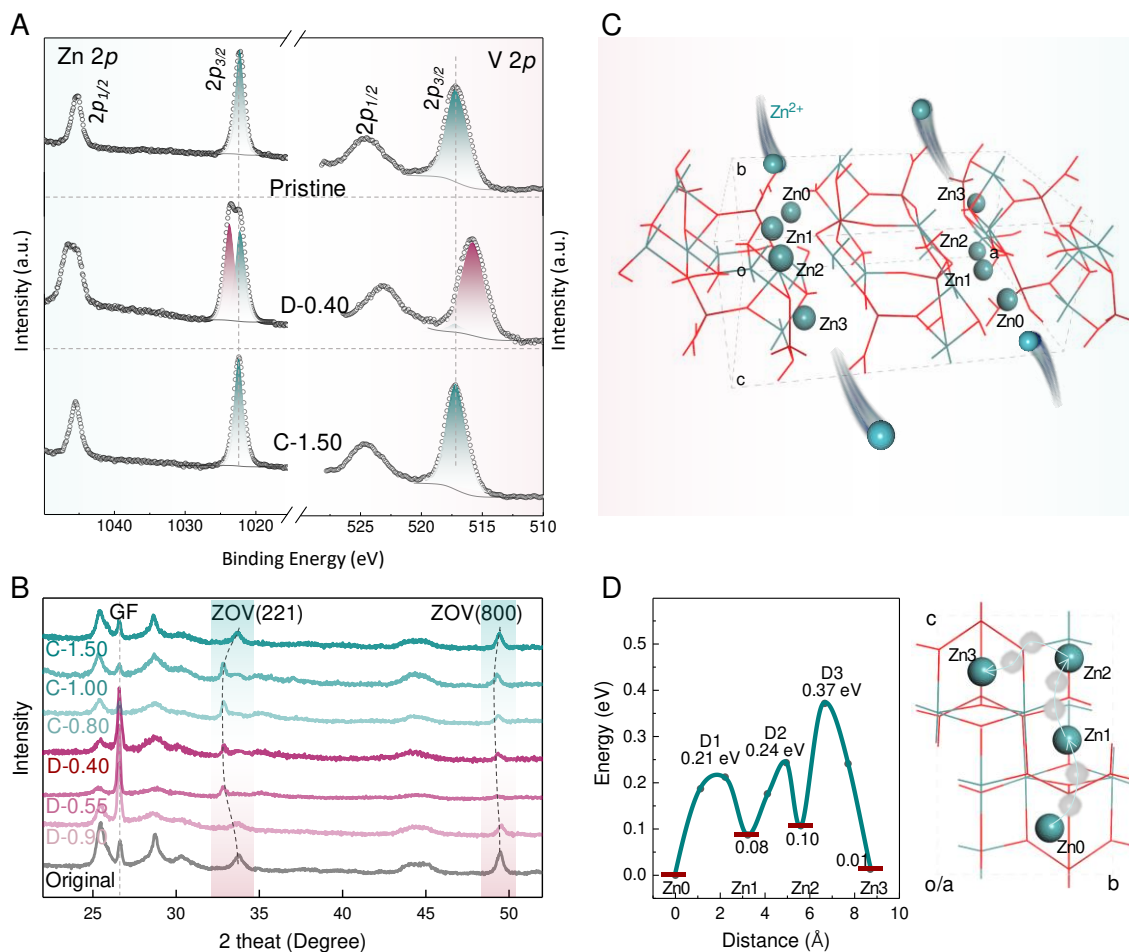 A
Zn 2p
V 2p
2p1/2
2p3/2
2p1/2
2p3/2
Pristine
D-0.40
C-1.50
Intensity (a.u.)
Intensity (a.u.)
1040
1030
1020
525
520
515
510
Binding Energy (eV)
C
Zn2+
b
Zn0
Zn1
o
Zn2
Zn3
c
Zn3
Zn2
a
Zn1
Zn0
B
GF
ZOV(221)
ZOV(800)
C-1.50
C-1.00
C-0.80
D-0.40
D-0.55
D-0.90
Original
Intensity
25
30
35
40
45
50
2 theat (Degree)
D
0.5
0.4
0.3
0.2
0.1
0.0
Energy (eV)
D1
0.21 eV
D2
0.24 eV
D3
0.37 eV
0.08
0.10
0.01
Zn0
Zn1
Zn2
Zn3
0
2
4
6
8
10
Distance (Å)
c
Zn3
Zn2
Zn1
Zn0
o/a
b